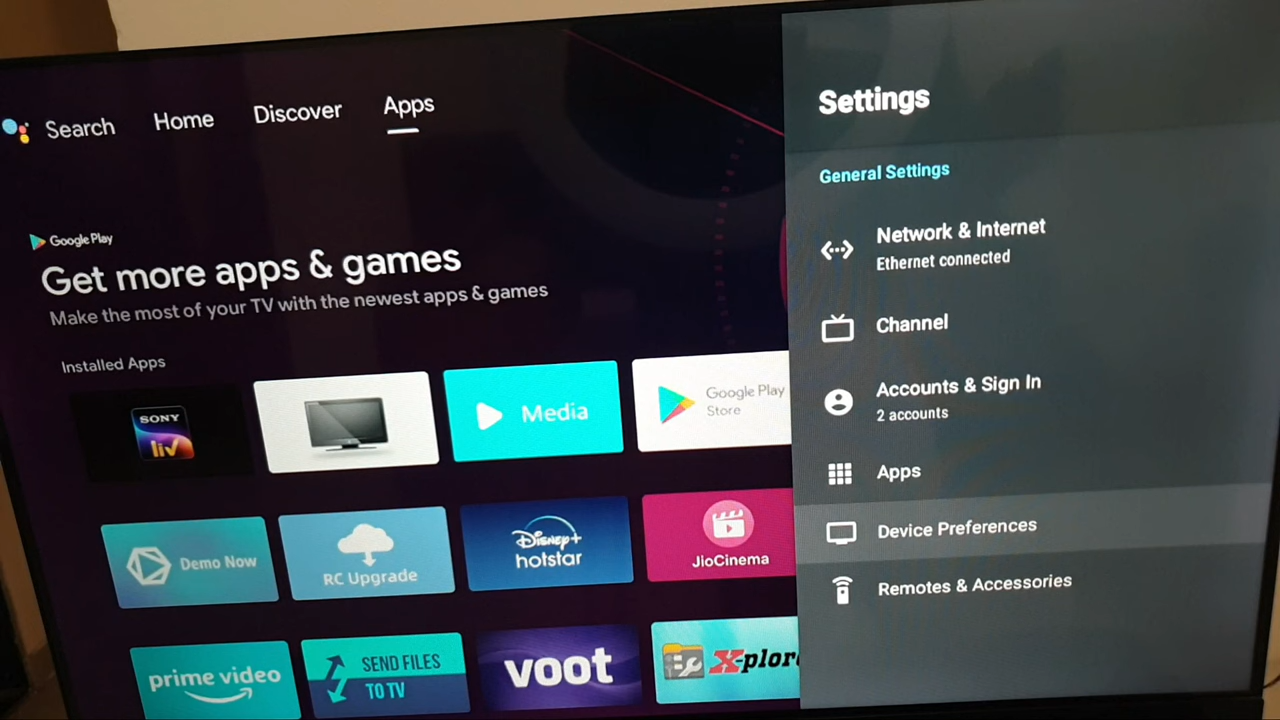 Search
Home
Discover
Apps
Google Play
Get more apps & games
Make the most of your TV with the newest apps & games
Installed Apps
SONY
liv
Media
Google Play
Store
Demo Now
RC Upgrade
Disney+
hotstar
JioCinema
prime video
SEND FILES
TO TV
voot
X-plor
Settings
General Settings
Network & Internet
Ethernet connected
Channel
Accounts & Sign In
2 accounts
Apps
Device Preferences
Remotes & Accessories